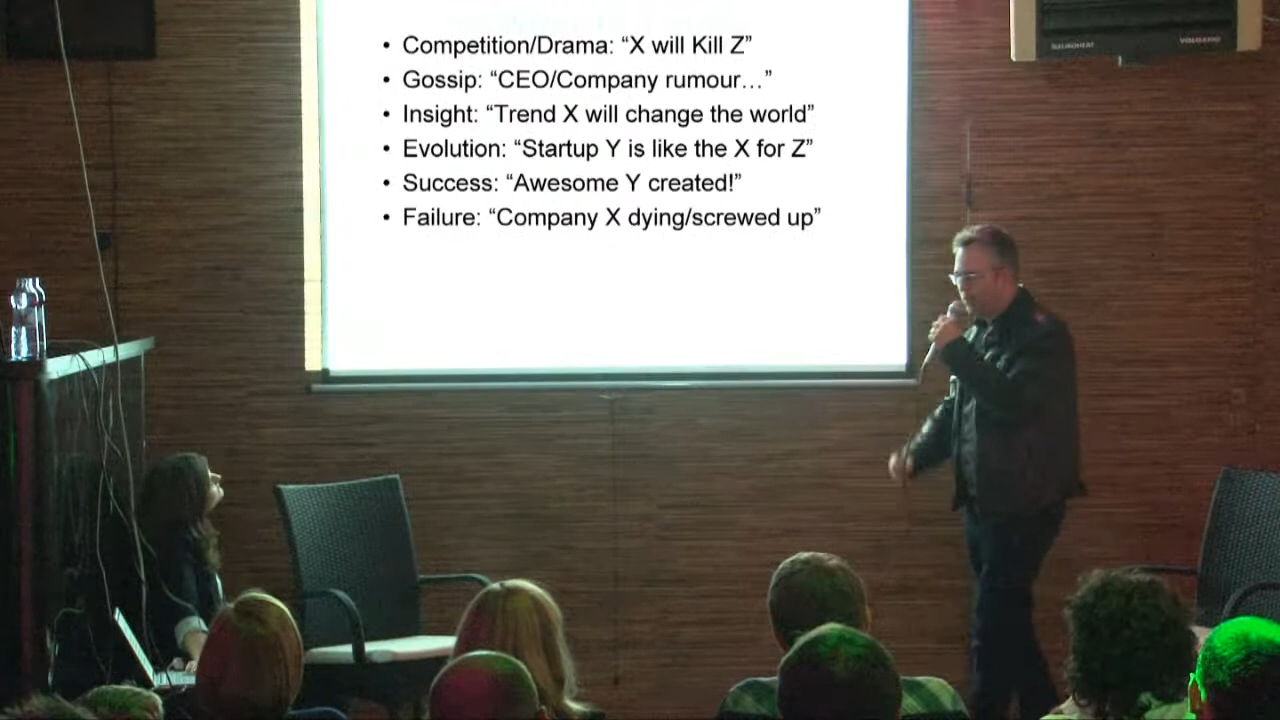 • Competition/Drama: “X will Kill Z”
• Gossip: “CEO/Company rumour…”
• Insight: “Trend X will change the world”
• Evolution: “Startup Y is like the X for Z”
• Success: “Awesome Y created!”
• Failure: “Company X dying/screwed up”